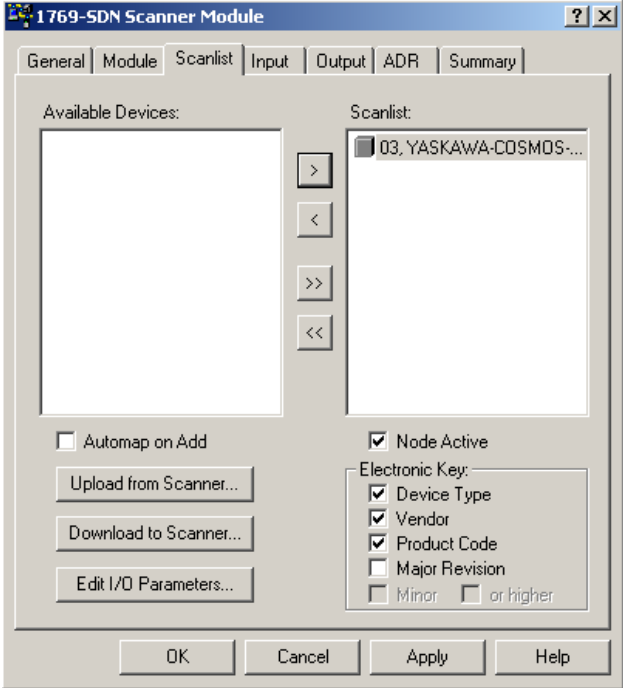 1769-SDN Scanner Module
General Module Scanlist Input Output ADR Summary
Available Devices:
Scanlist:
03, YASKAWA-COSMOS-...
>
<
>>
<<
Automap on Add
Node Active
Upload from Scanner...
Download to Scanner...
Edit I/O Parameters...
Electronic Key:
Device Type
Vendor
Product Code
Major Revision
Minor or higher
OK Cancel Apply Help